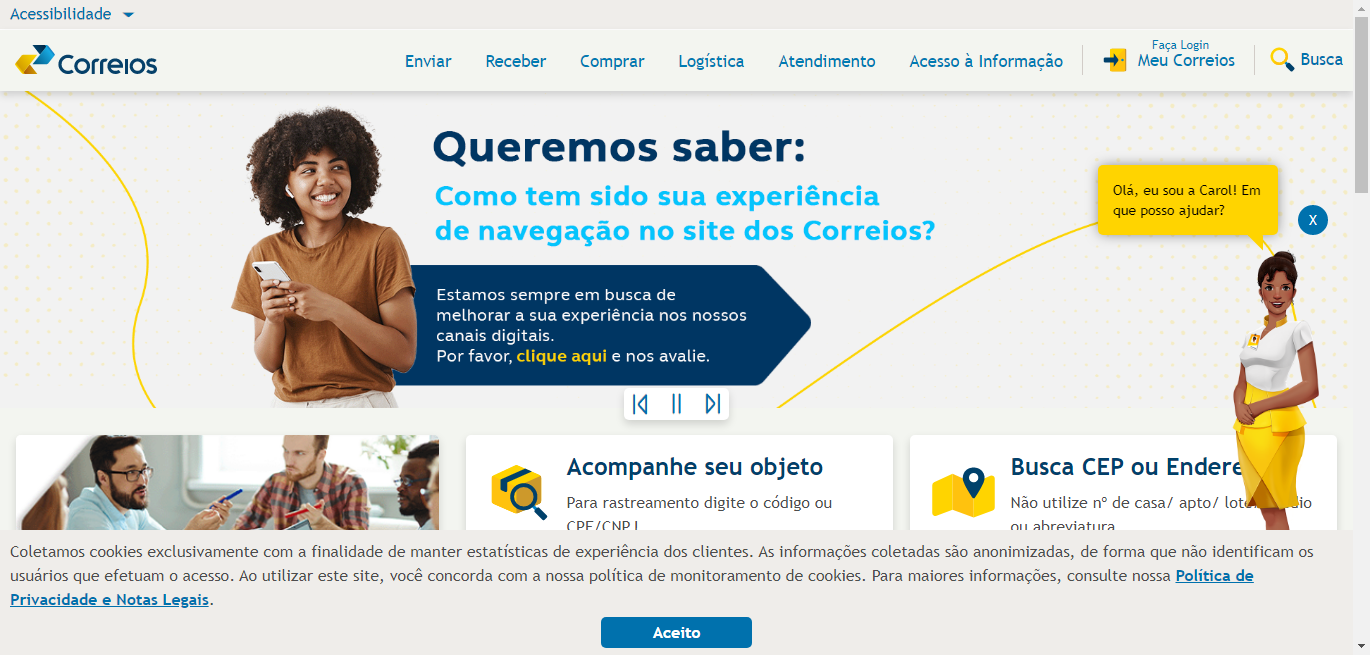 Acessibilidade
Correios
Enviar
Receber
Comprar
Logística
Atendimento
Acesso à Informação
Faça Login
Meu Correios
Busca
Queremos saber:
Como tem sido sua experiência
de navegação no site dos Correios?
Estamos sempre em busca de
melhorar a sua experiência nos nossos
canais digitais.
Por favor, clique aqui e nos avalie.
Olá, eu sou a Carol! Em
que posso ajudar?
X
Acompanhe seu objeto
Para rastreamento digite o código ou
CPF/CNPJ
Busca CEP ou Endere
Não utilize nº de casa/ apto/
ou abreviatura
Coletamos cookies exclusivamente com a finalidade de manter estatísticas de experiência dos clientes. As informações coletadas são anonimizadas, de forma que não identificam os
usuários que efetuam o acesso. Ao utilizar este site, você concorda com a nossa política de monitoramento de cookies. Para maiores informações, consulte nossa Política de
Privacidade e Notas Legais.
Aceito